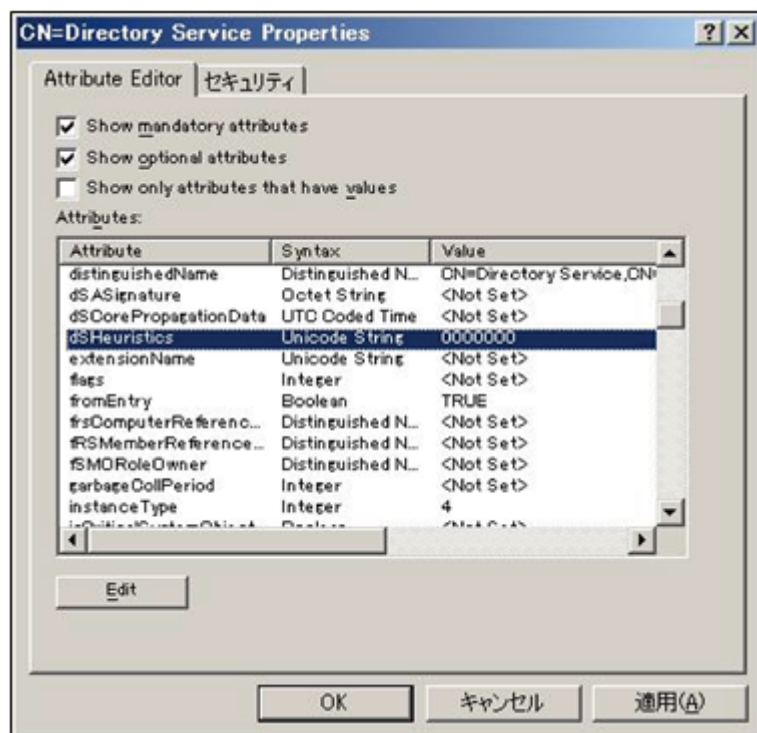 CN=Directory Service Properties
Attribute Editor セキュリティ
Show mandatory attributes
Show optional attributes
Show only attributes that have values
Attributes:
Attribute Syntax Value
distinguishedName Distinguished N... CN=Directory Service,CN=
dSASignature Octet String <Not Set>
dSCorePropagationData UTC Coded Time <Not Set>
dSHeuristics Unicode String 0000000
extensionName Unicode String <Not Set>
flags Integer <Not Set>
fromEntry Boolean TRUE
frsComputerReferenc... Distinguished N... <Not Set>
fRSMemberReference... Distinguished N... <Not Set>
fSMORoleOwner Distinguished N... <Not Set>
garbageCollPeriod Integer <Not Set>
instanceType Integer 4
Edit
OK キャンセル 適用(A)